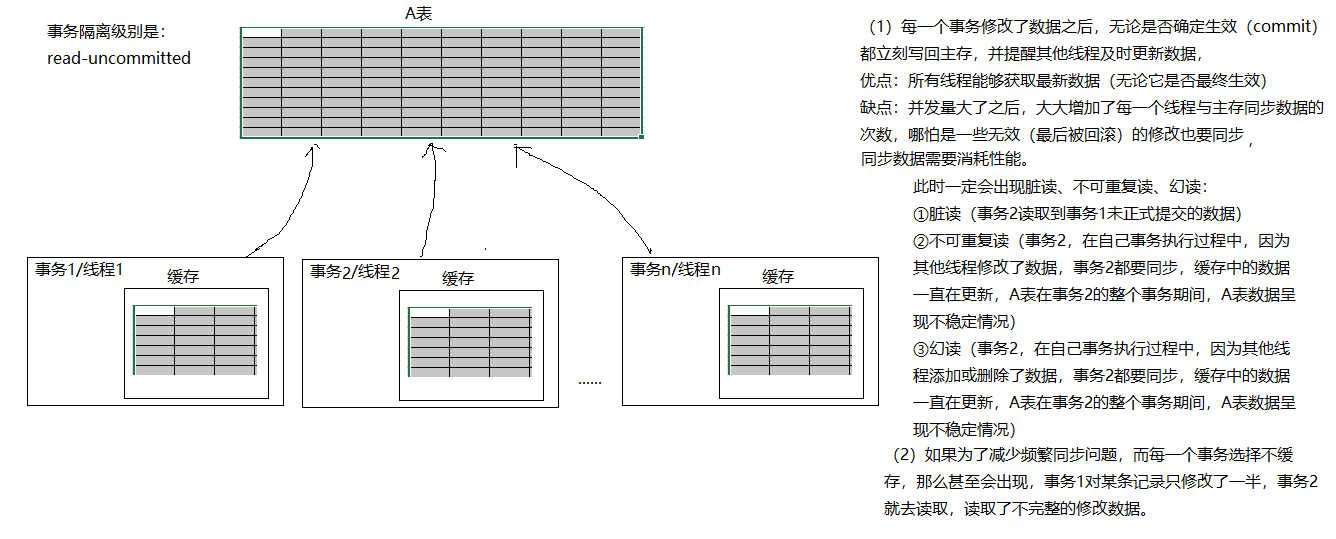 A表
事务隔离级别是：
read-uncommitted
事务1/线程1
缓存
事务2/线程2
缓存
......
事务n/线程n
缓存
（1）每一个事务修改了数据之后，无论是否确定生效（commit）
都立刻写回主存，并提醒其他线程及时更新数据，
优点：所有线程能够获取最新数据（无论它是否最终生效）
缺点：并发量大了之后，大大增加了每一个线程与主存同步数据的
次数，哪怕是一些无效（最后被回滚）的修改也要同步，
同步数据需要消耗性能。
此时一定会出现脏读、不可重复读、幻读：
①脏读（事务2读取到事务1未正式提交的数据）
②不可重复读（事务2，在自己事务执行过程中，因为
其他线程修改了数据，事务2都要同步，缓存中的数据
一直在更新，A表在事务2的整个事务期间，A表数据呈
现不稳定情况）
③幻读（事务2，在自己事务执行过程中，因为其他线
程添加或删除了数据，事务2都要同步，缓存中的数据
一直在更新，A表在事务2的整个事务期间，A表数据呈
现不稳定情况）
（2）如果为了减少频繁同步问题，而每一个事务选择不缓
存，那么甚至会出现，事务1对某条记录只修改了一半，事务2
就去读取，读取了不完整的修改数据。